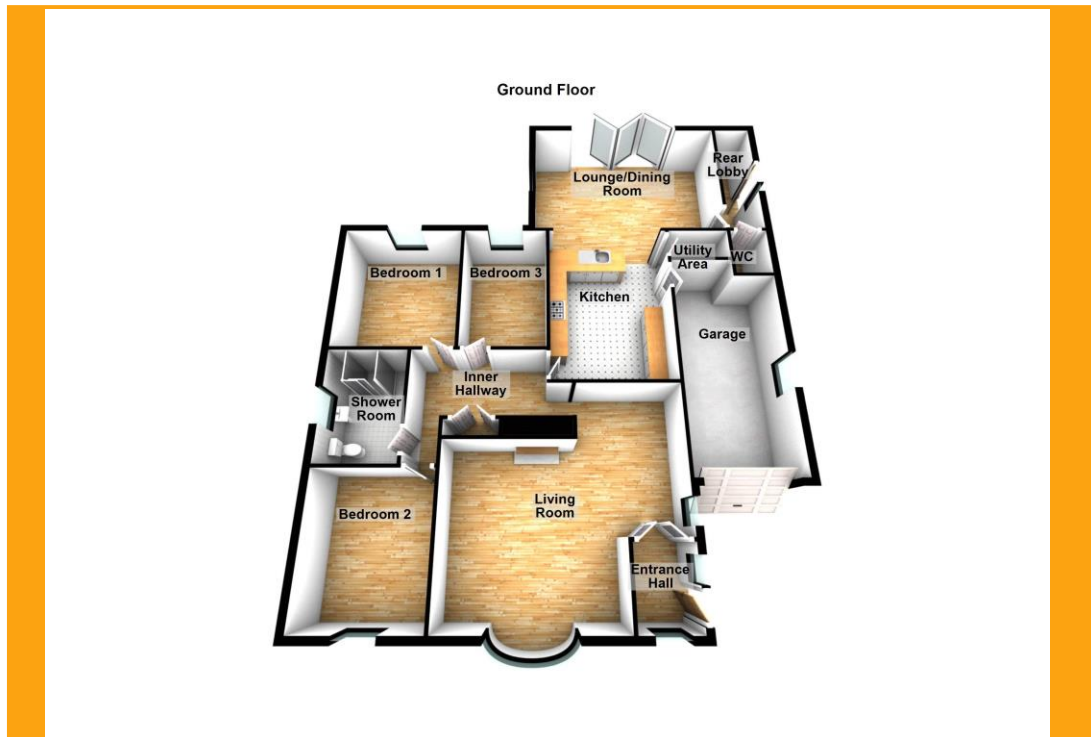 Ground Floor
Rear
Lobby
Lounge/Dining
Room
Utility
Area
WC
Bedroom 1
Bedroom 3
Kitchen
Garage
Inner
Hallway
Shower
Room
Living
Room
Bedroom 2
Entrance
Hall